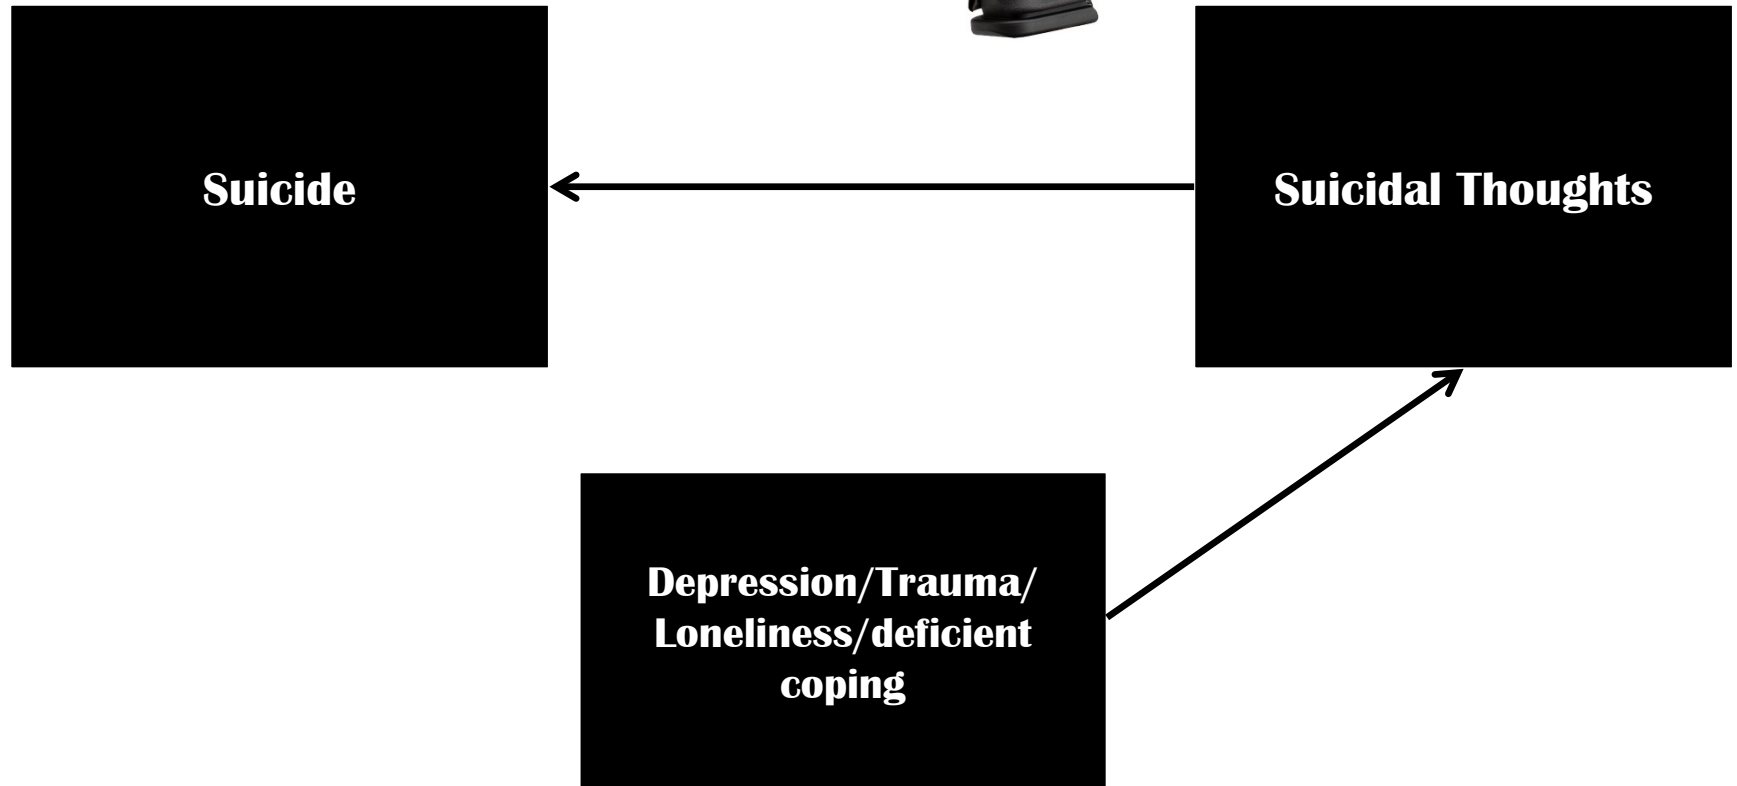 Suicide
Suicidal Thoughts
Depression/Trauma/
Loneliness/deficient
coping